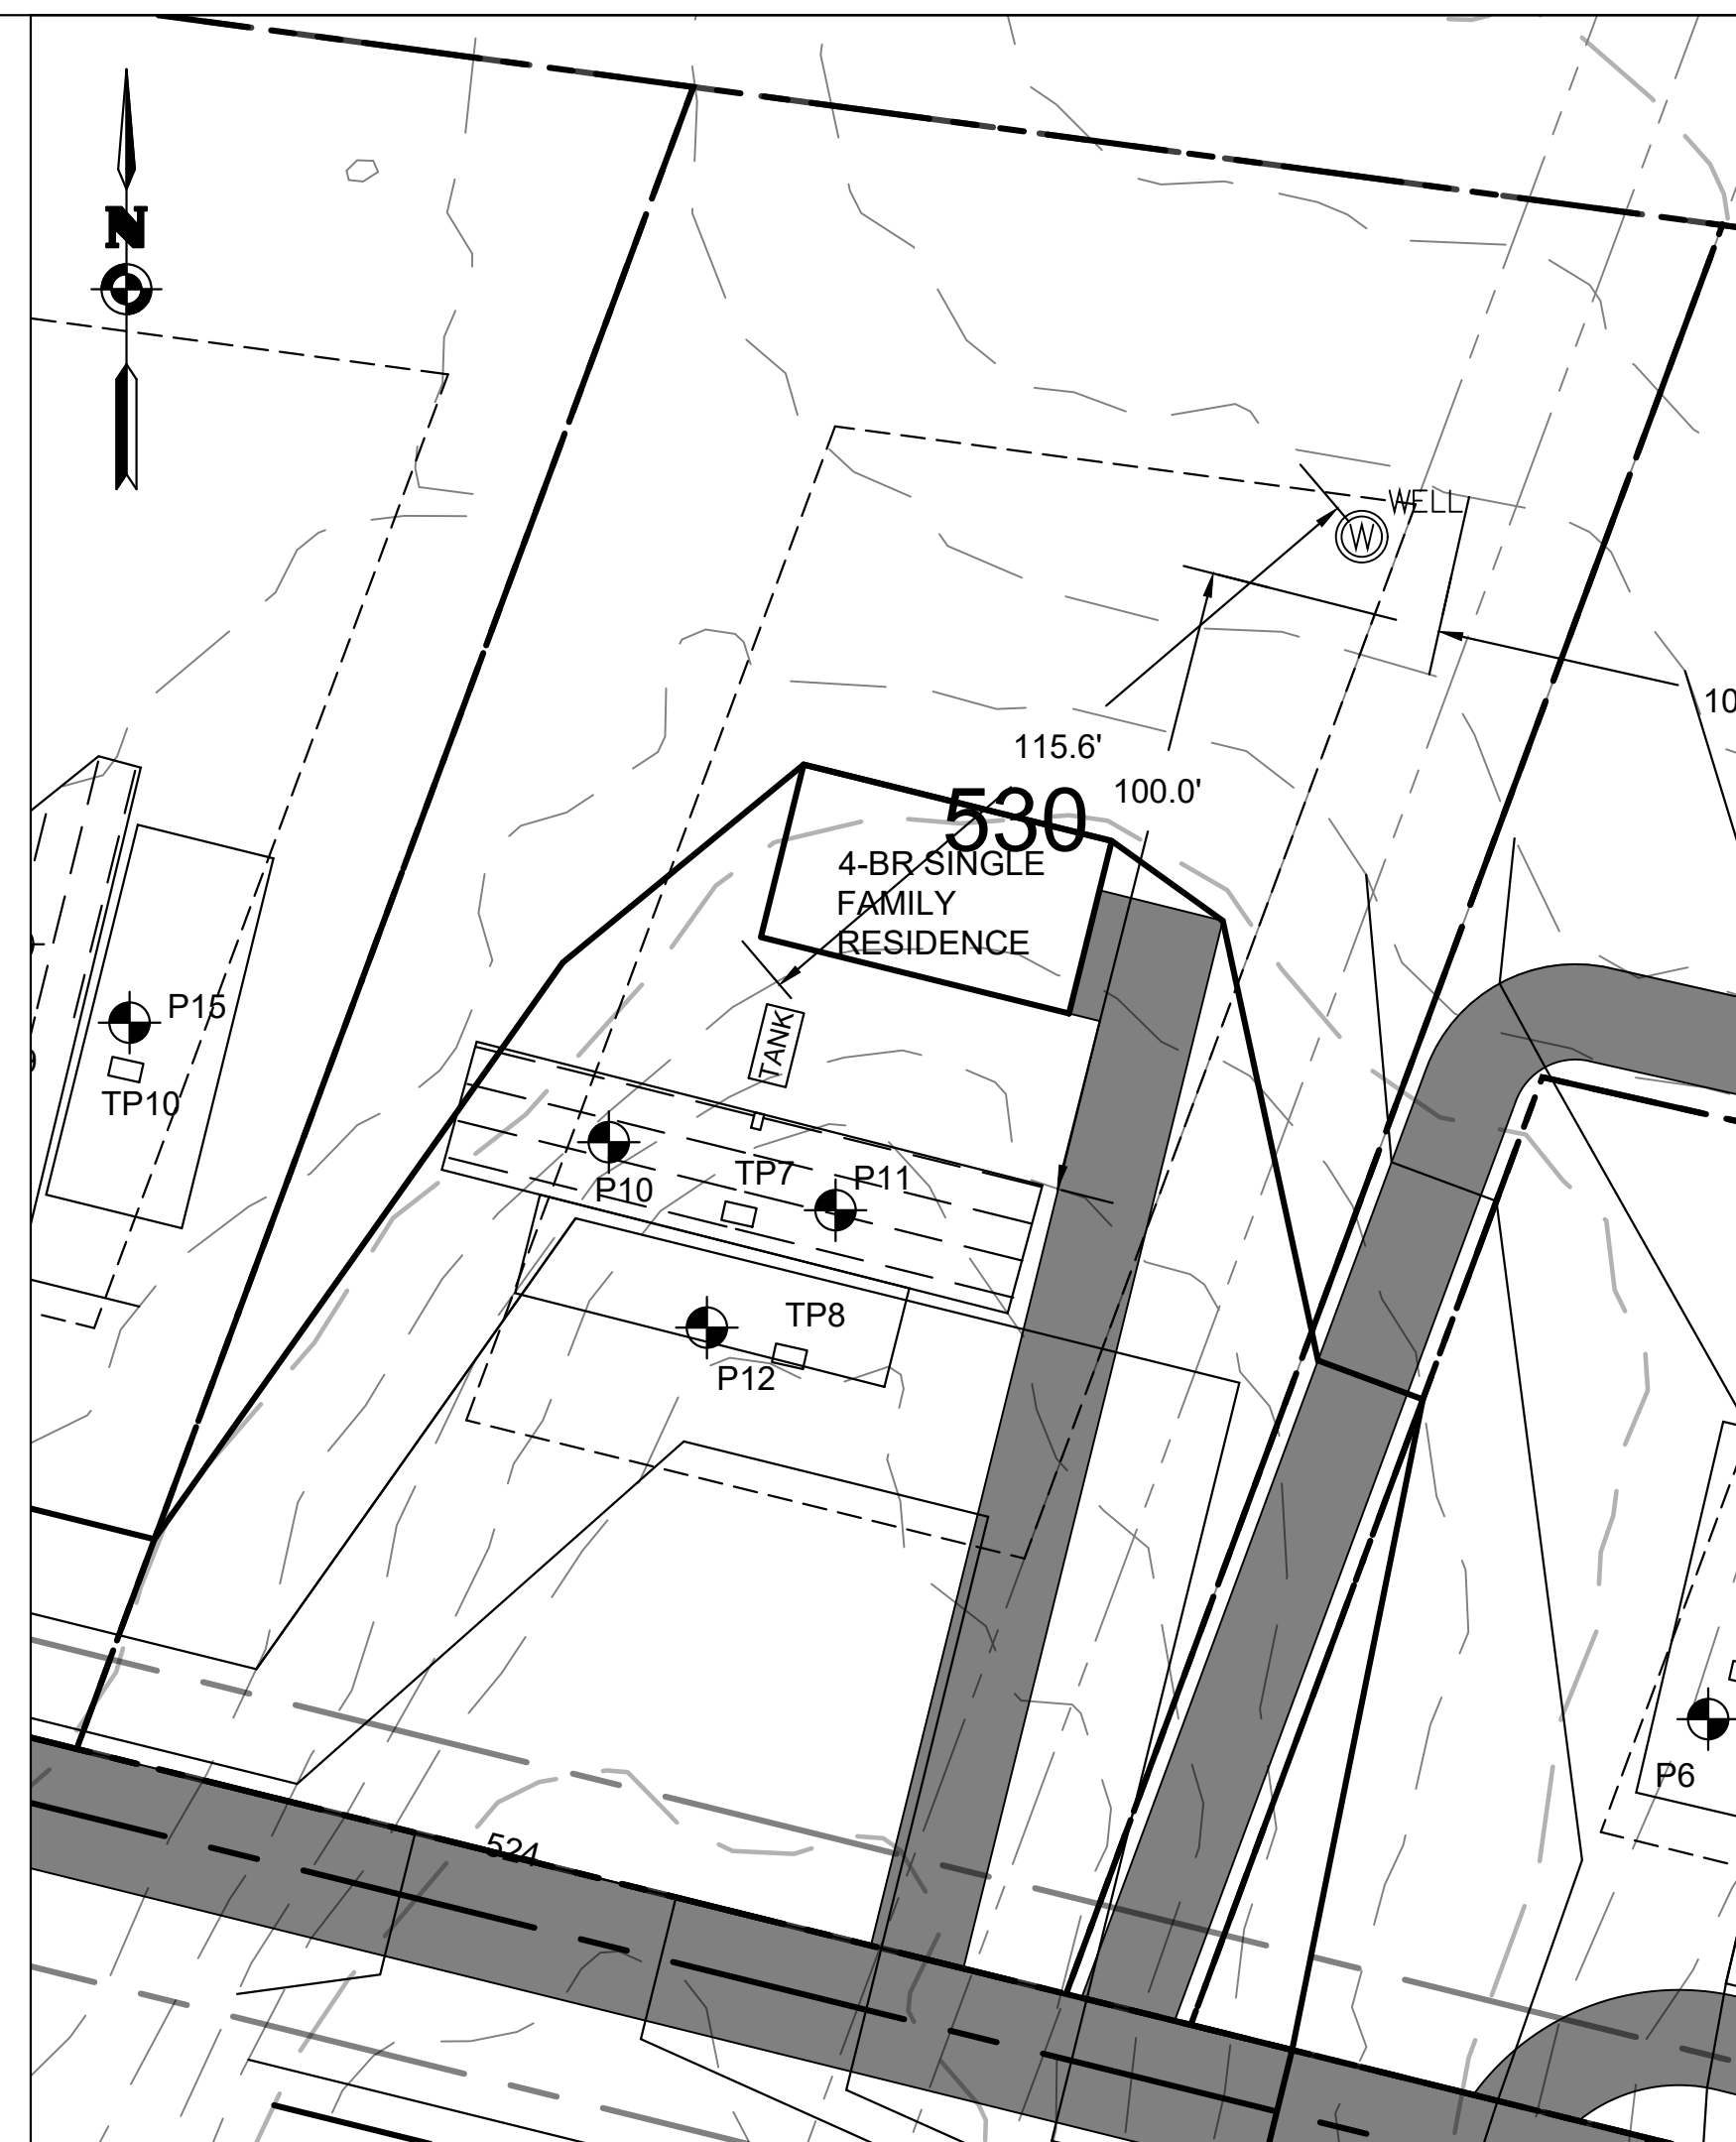 N
WELL
W
10
115.6'
100.0'
530
4-BR SINGLE
FAMILY
RESIDENCE
P15
TANK
TP10
TP7
P11
P10
TP8
P12
P6
524